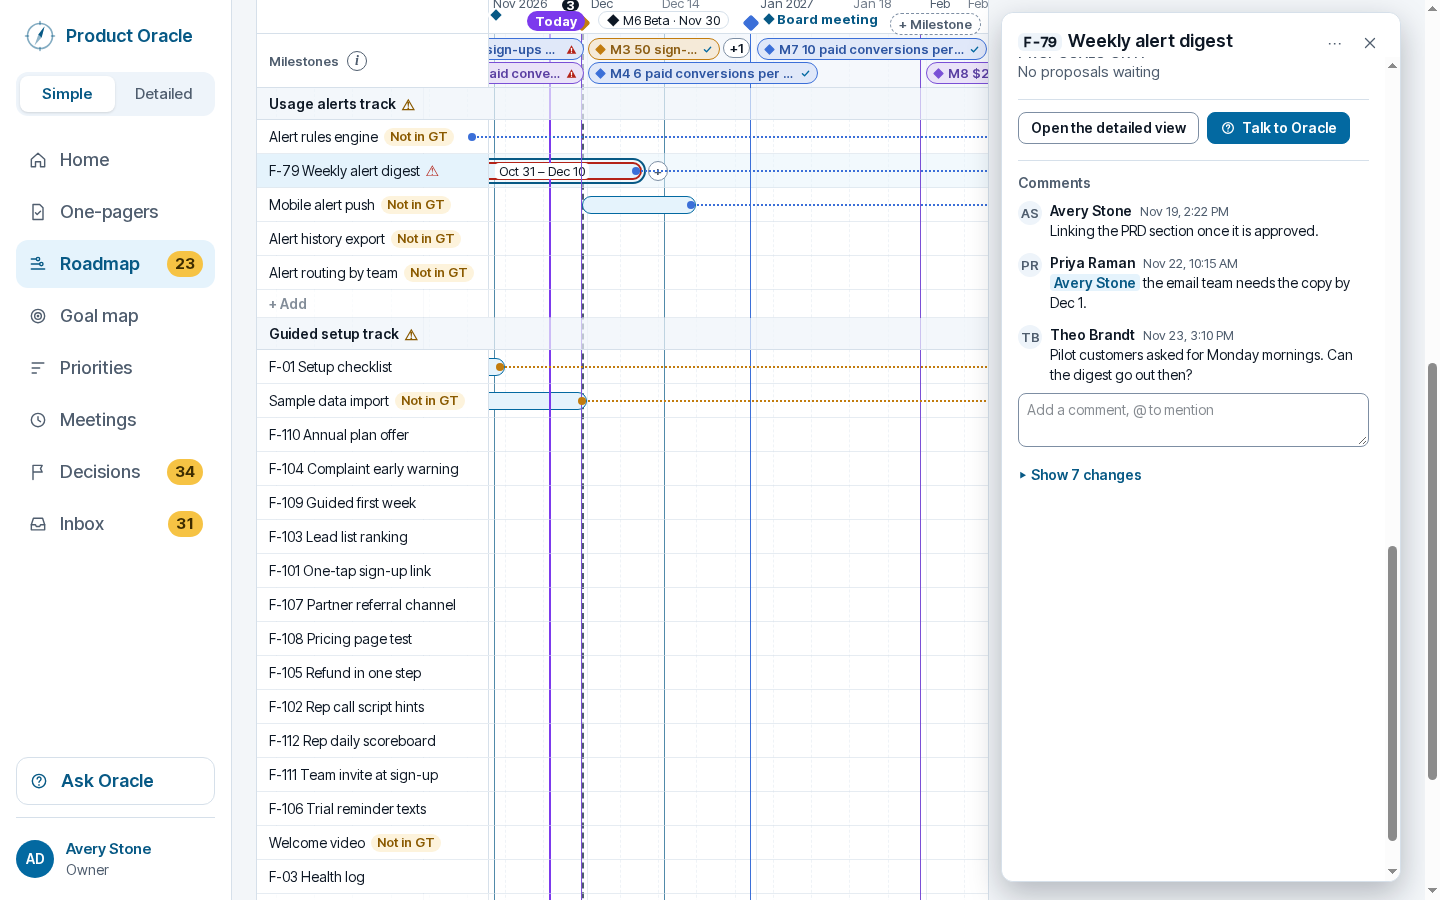 Product Oracle
Simple
Detailed
Home
One-pagers
Roadmap
23
Goal map
Priorities
Meetings
Decisions
34
Inbox
31
Ask Oracle
AD
Avery Stone
Owner
Nov 2026
3
Dec
Dec 14
Jan 2027
Jan 18
Feb
Feb
Today
M6 Beta · Nov 30
Board meeting
+ Milestone
Milestones
i
sign-ups ...
M3 50 sign-...
+1
M7 10 paid conversions per...
aid conve...
M4 6 paid conversions per ...
M8 $2
Usage alerts track
Alert rules engine
Not in GT
F-79 Weekly alert digest
Oct 31 – Dec 10
Mobile alert push
Not in GT
Alert history export
Not in GT
Alert routing by team
Not in GT
+ Add
Guided setup track
F-01 Setup checklist
Sample data import
Not in GT
F-110 Annual plan offer
F-104 Complaint early warning
F-109 Guided first week
F-103 Lead list ranking
F-101 One-tap sign-up link
F-107 Partner referral channel
F-108 Pricing page test
F-105 Refund in one step
F-102 Rep call script hints
F-112 Rep daily scoreboard
F-111 Team invite at sign-up
F-106 Trial reminder texts
Welcome video
Not in GT
F-03 Health log
F-79 Weekly alert digest
No proposals waiting
Open the detailed view
Talk to Oracle
Comments
AS
Avery Stone Nov 19, 2:22 PM
Linking the PRD section once it is approved.
PR
Priya Raman Nov 22, 10:15 AM
Avery Stone the email team needs the copy by
Dec 1.
TB
Theo Brandt Nov 23, 3:10 PM
Pilot customers asked for Monday mornings. Can
the digest go out then?
Add a comment, @ to mention
Show 7 changes